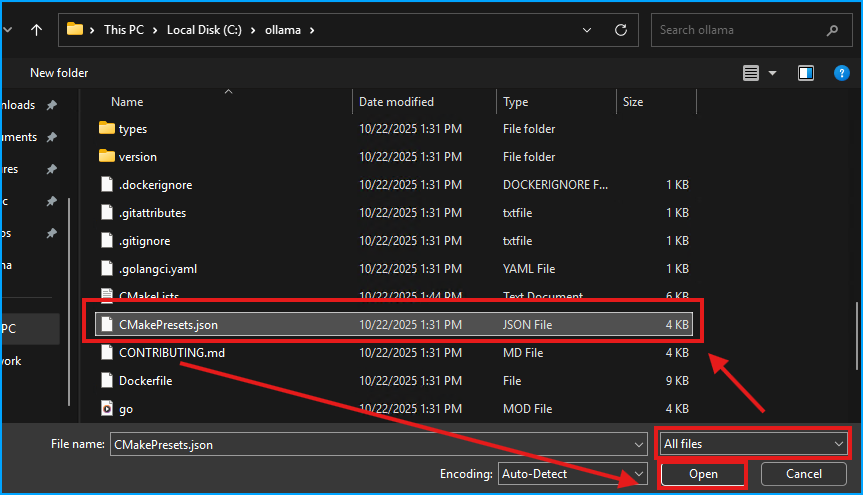 This PC > Local Disk (C:) > ollama >
Search ollama
New folder
Name Date modified Type Size
nloads
types 10/22/2025 1:31 PM File folder
uments
version 10/22/2025 1:31 PM File folder
res
.dockerignore 10/22/2025 1:31 PM DOCKERIGNORE F... 1 KB
c
.gitattributes 10/22/2025 1:31 PM txtfile 1 KB
os
.gitignore 10/22/2025 1:31 PM txtfile 1 KB
na
.golangci.yaml 10/22/2025 1:31 PM YAML File 1 KB
CMakeLists 10/22/2025 1:44 PM Text Document 6 KB
PC
CMakePresets.json 10/22/2025 1:31 PM JSON File 4 KB
CONTRIBUTING.md 10/22/2025 1:31 PM MD File 4 KB
work
Dockerfile 10/22/2025 1:31 PM File 9 KB
go 10/22/2025 1:31 PM MOD File 4 KB
File name: CMakePresets.json All files
Encoding: Auto-Detect Open Cancel